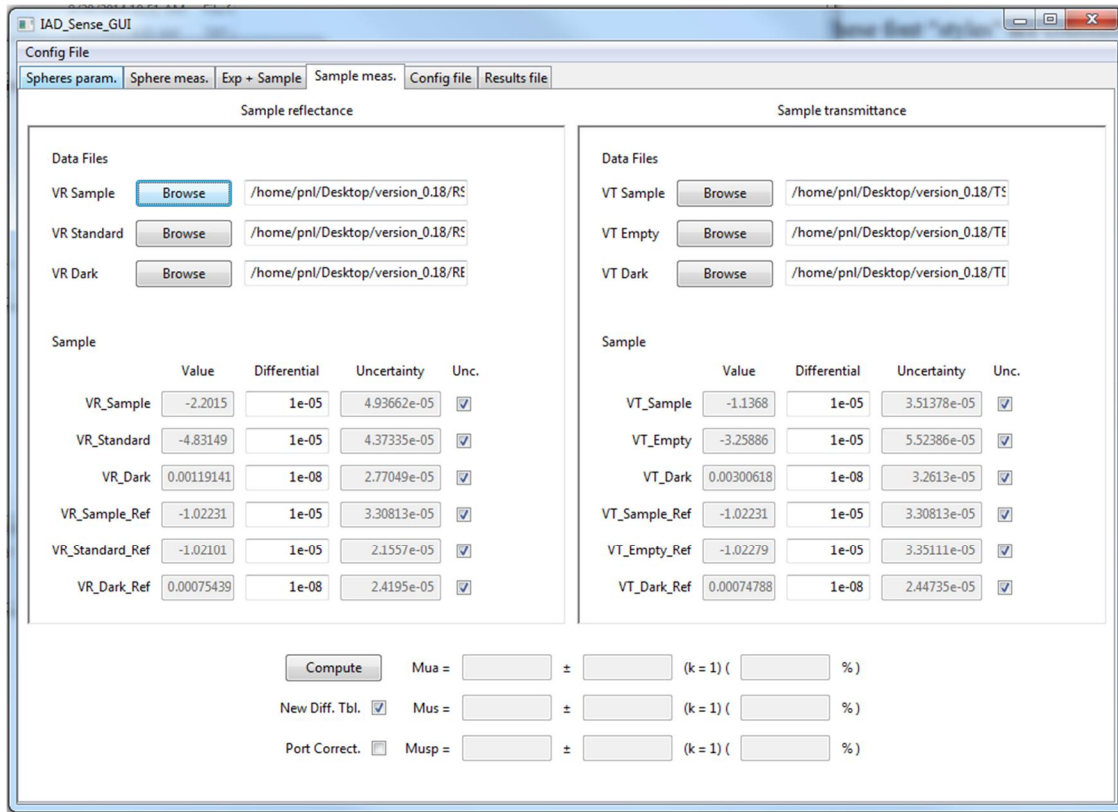 IAD_Sense_GUI
Config File
Spheres param. Sphere meas. Exp + Sample Sample meas. Config file Results file
Sample reflectance
Data Files
VR Sample Browse /home/pnl/Desktop/version_0.18/RS
VR Standard Browse /home/pnl/Desktop/version_0.18/RS
VR Dark Browse /home/pnl/Desktop/version_0.18/RE
Sample
Value Differential Uncertainty Unc.
VR_Sample -2.2015 1e-05 4.93662e-05
VR_Standard -4.83149 1e-05 4.37335e-05
VR_Dark 0.00119141 1e-08 2.77049e-05
VR_Sample_Ref -1.02231 1e-05 3.30813e-05
VR_Standard_Ref -1.02101 1e-05 2.1557e-05
VR_Dark_Ref 0.00075439 1e-08 2.4195e-05
Sample transmittance
Data Files
VT Sample Browse /home/pnl/Desktop/version_0.18/TS
VT Empty Browse /home/pnl/Desktop/version_0.18/TE
VT Dark Browse /home/pnl/Desktop/version_0.18/TD
Sample
Value Differential Uncertainty Unc.
VT_Sample -1.1368 1e-05 3.51378e-05
VT_Empty -3.25886 1e-05 5.52386e-05
VT_Dark 0.00300618 1e-08 3.2613e-05
VT_Sample_Ref -1.02231 1e-05 3.30813e-05
VT_Empty_Ref -1.02279 1e-05 3.35111e-05
VT_Dark_Ref 0.00074788 1e-08 2.44735e-05
Compute Mua = ± (k = 1) ( % )
New Diff. Tbl. Mus = ± (k = 1) ( % )
Port Correct. Musp = ± (k = 1) ( % )